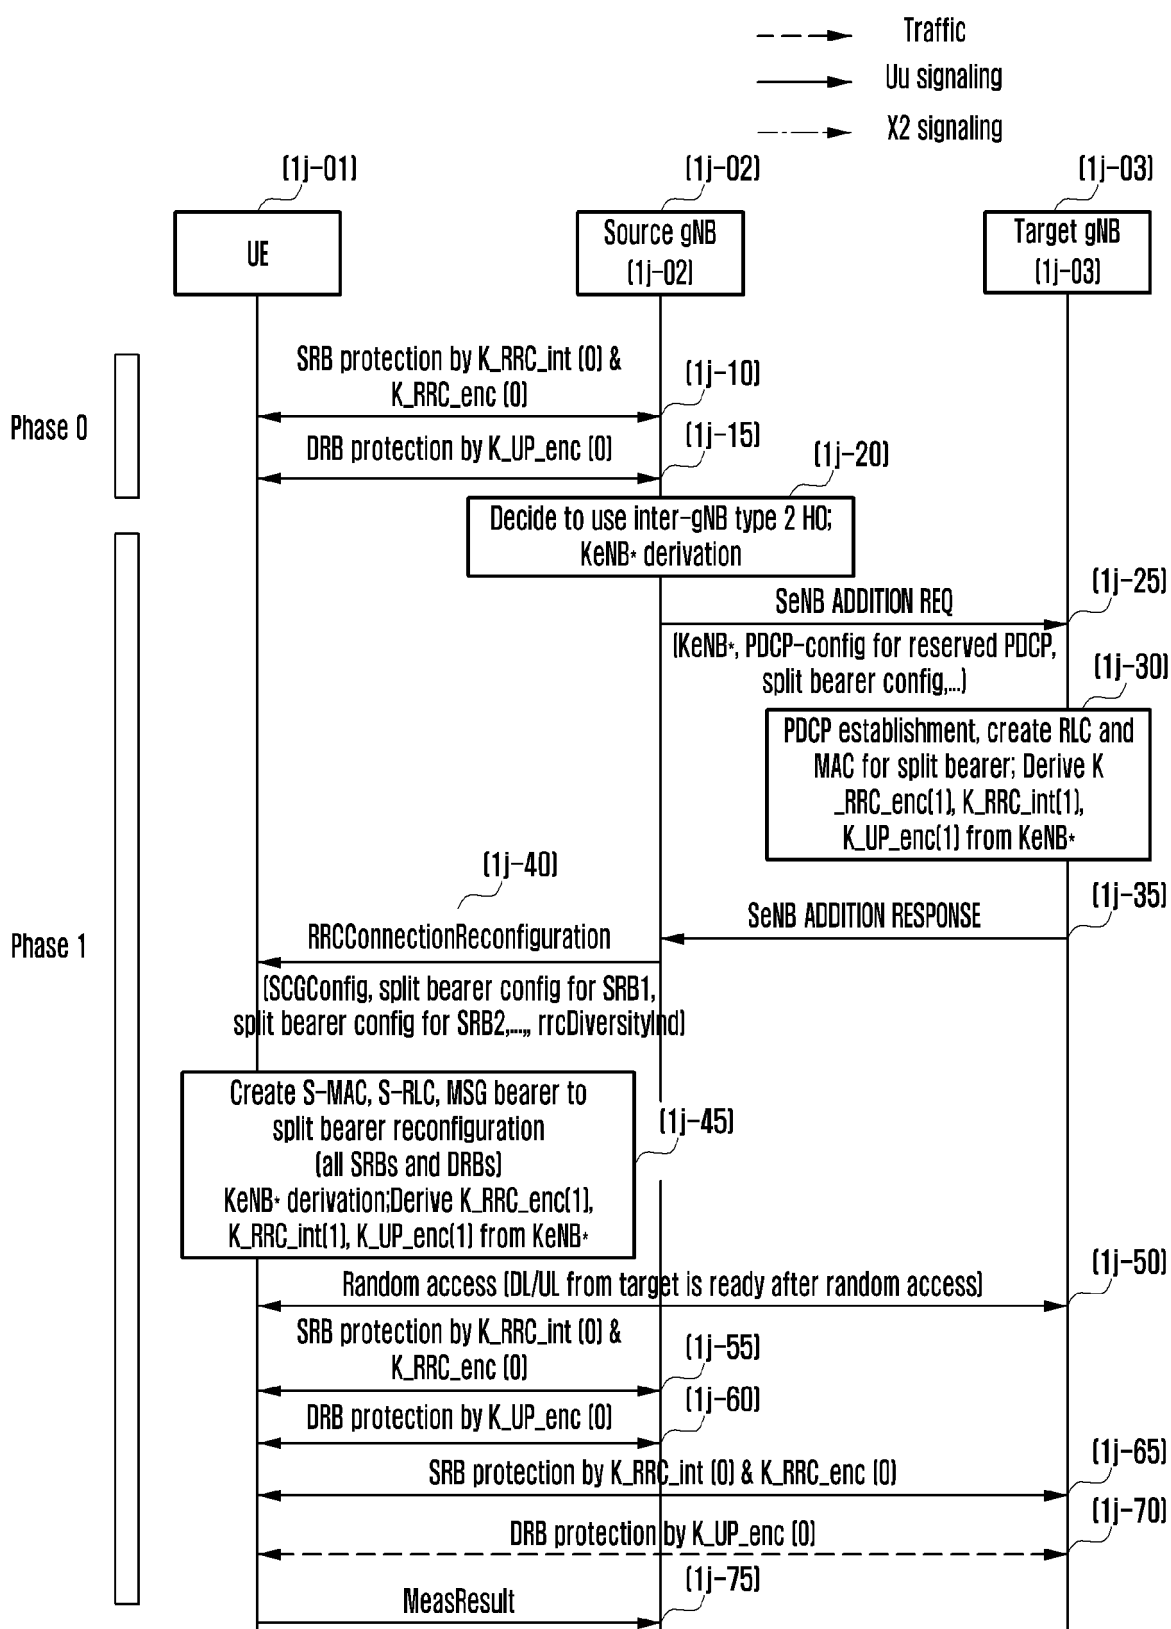 Traffic
Uu signaling
X2 signaling
(1j-01)
(1j-02)
(1j-03)
UE
Source gNB
(1j-02)
Target gNB
(1j-03)
Phase 0
SRB protection by K_RRC_int (0) &
K_RRC_enc (0)
(1j-10)
DRB protection by K_UP_enc (0)
(1j-15)
(1j-20)
Decide to use inter-gNB type 2 HO;
KeNB* derivation
SeNB ADDITION REQ
(1j-25)
(KeNB*, PDCP-config for reserved PDCP,
split bearer config,...)
(1j-30)
PDCP establishment, create RLC and
MAC for split bearer; Derive K
_RRC_enc(1), K_RRC_int(1),
K_UP_enc(1) from KeNB*
Phase 1
SeNB ADDITION RESPONSE
(1j-35)
(1j-40)
RRCConnectionReconfiguration
(SCGConfig, split bearer config for SRB1,
split bearer config for SRB2,...., rrcDiversityInd)
Create S-MAC, S-RLC, MSG bearer to
split bearer reconfiguration
(all SRBs and DRBs)
KeNB* derivation;Derive K_RRC_enc(1),
K_RRC_int(1), K_UP_enc(1) from KeNB*
(1j-45)
Random access (DL/UL from target is ready after random access)
(1j-50)
SRB protection by K_RRC_int (0) &
K_RRC_enc (0)
(1j-55)
DRB protection by K_UP_enc (0)
(1j-60)
SRB protection by K_RRC_int (0) & K_RRC_enc (0)
(1j-65)
DRB protection by K_UP_enc (0)
(1j-70)
MeasResult
(1j-75)